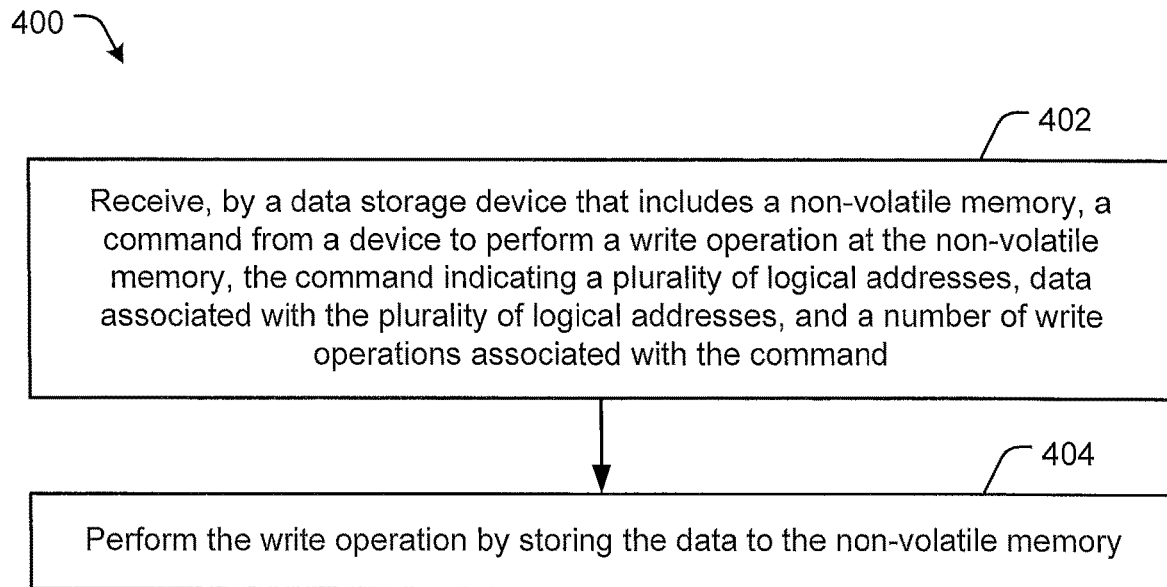 400
402
Receive, by a data storage device that includes a non-volatile memory, a
command from a device to perform a write operation at the non-volatile
memory, the command indicating a plurality of logical addresses, data
associated with the plurality of logical addresses, and a number of write
operations associated with the command
404
Perform the write operation by storing the data to the non-volatile memory